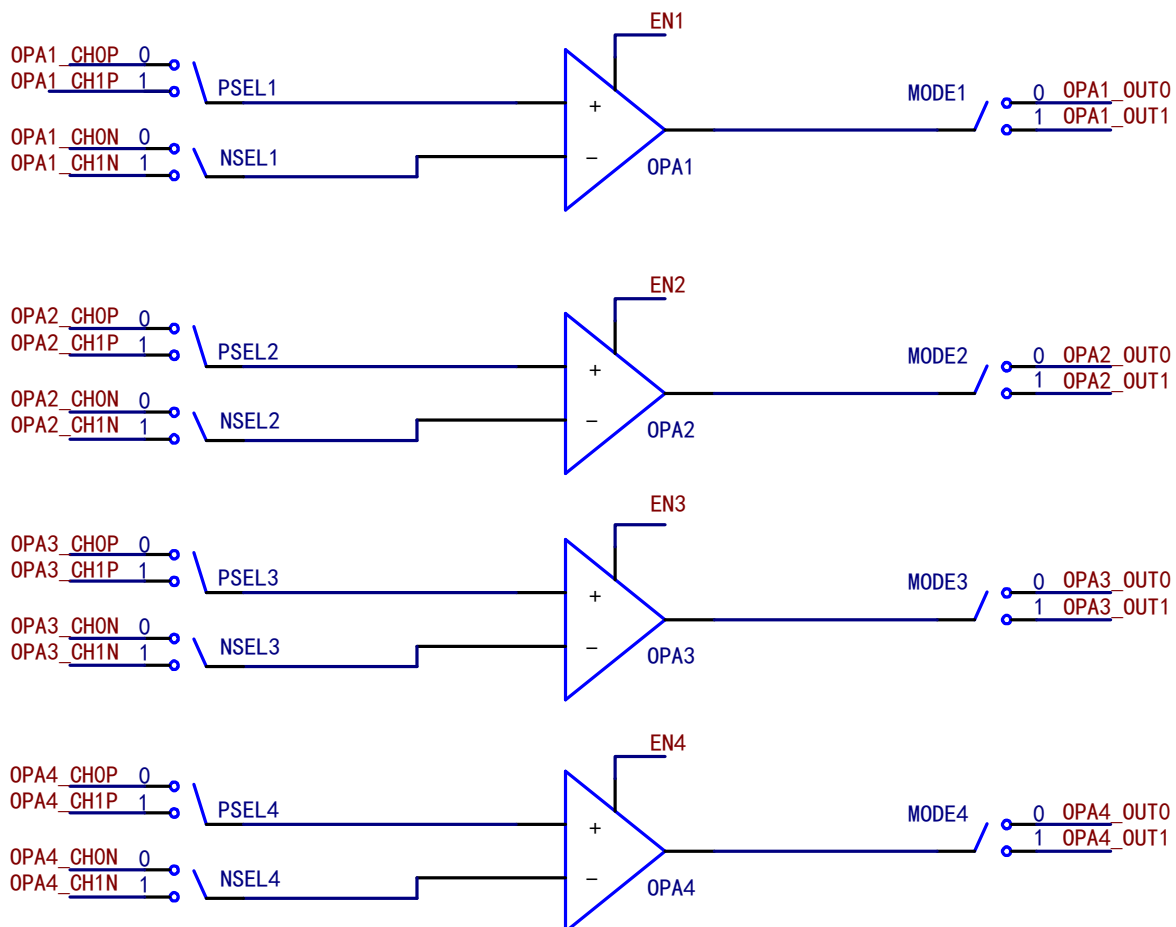 EN1
OPA1_CH0P 0
OPA1_CH1P 1 PSEL1 MODE1 0 OPA1_OUT0
+ 1 OPA1_OUT1
OPA1_CH0N 0
OPA1_CH1N 1 NSEL1 − OPA1
EN2
OPA2_CH0P 0
OPA2_CH1P 1 PSEL2 MODE2 0 OPA2_OUT0
+ 1 OPA2_OUT1
OPA2_CH0N 0
OPA2_CH1N 1 NSEL2 − OPA2
EN3
OPA3_CH0P 0
OPA3_CH1P 1 PSEL3 MODE3 0 OPA3_OUT0
+ 1 OPA3_OUT1
OPA3_CH0N 0
OPA3_CH1N 1 NSEL3 − OPA3
EN4
OPA4_CH0P 0
OPA4_CH1P 1 PSEL4 MODE4 0 OPA4_OUT0
+ 1 OPA4_OUT1
OPA4_CH0N 0
OPA4_CH1N 1 NSEL4 − OPA4